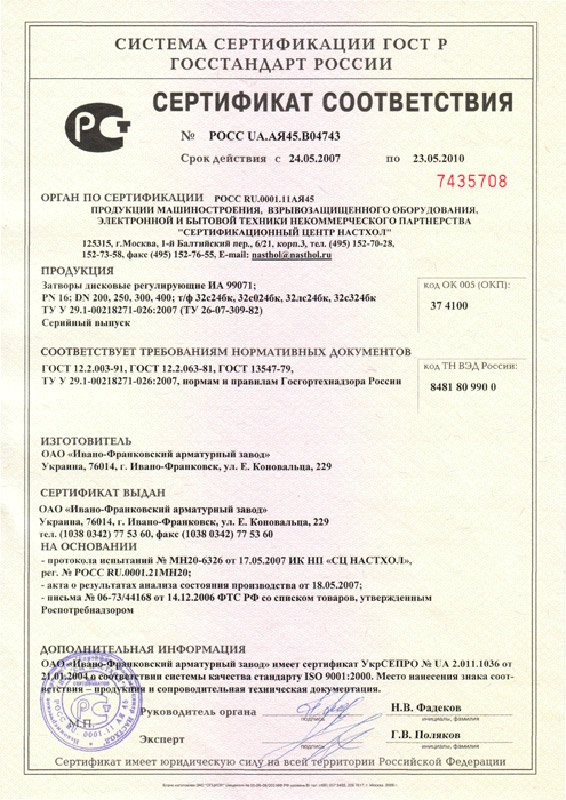 СИСТЕМА СЕРТИФИКАЦИИ ГОСТ Р
ГОССТАНДАРТ РОССИИ
СЕРТИФИКАТ СООТВЕТСТВИЯ
№ РОСС UA.АЯ45.В04743
Срок действия с 24.05.2007 по 23.05.2010
7435708
ОРГАН ПО СЕРТИФИКАЦИИ РОСС RU.0001.11АЯ45
ПРОДУКЦИИ МАШИНОСТРОЕНИЯ, ВЗРЫВОЗАЩИЩЕННОГО ОБОРУДОВАНИЯ,
ЭЛЕКТРОННОЙ И БЫТОВОЙ ТЕХНИКИ НЕКОММЕРЧЕСКОГО ПАРТНЕРСТВА
"СЕРТИФИКАЦИОННЫЙ ЦЕНТР НАСТХОЛ"
125315, г.Москва, 1-й Балтийский пер., 6/21, корп.3, тел. (495) 152-70-28,
152-73-58, факс (495) 152-76-55, E-mail: nasthol@nasthol.ru
ПРОДУКЦИЯ
Затворы дисковые регулирующие ИА 99071;
PN 16; DN 200, 250, 300, 400; т/ф 32с24бк, 32с024бк, 32лс24бк, 32с324бк
ТУ У 29.1-00218271-026:2007 (ТУ 26-07-309-82)
Серийный выпуск
код ОК 005 (ОКП):
37 4100
СООТВЕТСТВУЕТ ТРЕБОВАНИЯМ НОРМАТИВНЫХ ДОКУМЕНТОВ
ГОСТ 12.2.003-91, ГОСТ 12.2.063-81, ГОСТ 13547-79,
ТУ У 29.1-00218271-026:2007, нормам и правилам Госгортехнадзора России
код ТН ВЭД России:
8481 80 990 0
ИЗГОТОВИТЕЛЬ
ОАО «Ивано-Франковский арматурный завод»
Украина, 76014, г. Ивано-Франковск, ул. Е. Коновальца, 229
СЕРТИФИКАТ ВЫДАН
ОАО «Ивано-Франковский арматурный завод»
Украина, 76014, г. Ивано-Франковск, ул. Е. Коновальца, 229
тел. (1038 0342) 77 53 60, факс (1038 0342) 77 53 60
НА ОСНОВАНИИ
- протокола испытаний № МН20-6326 от 17.05.2007 ИК НП «СЦ НАСТХОЛ»,
рег. № РОСС RU.0001.21МН20;
- акта о результатах анализа состояния производства от 18.05.2007;
- письма № 06-73/44168 от 14.12.2006 ФТС РФ со списком товаров, утвержденным
Роспотребнадзором
ДОПОЛНИТЕЛЬНАЯ ИНФОРМАЦИЯ
ОАО «Ивано-Франковский арматурный завод» имеет сертификат УкрСЕПРО № UA 2.011.1036 от
21.01.2004 о соответствии системы качества стандарту ISO 9001:2000. Место нанесения знака соот-
ветствия – продукция и сопроводительная техническая документация.
М.П.
Руководитель органа
подпись
Н.В. Фадеков
инициалы, фамилия
Эксперт
подпись
Г.В. Поляков
инициалы, фамилия
Сертификат имеет юридическую силу на всей территории Российской Федерации